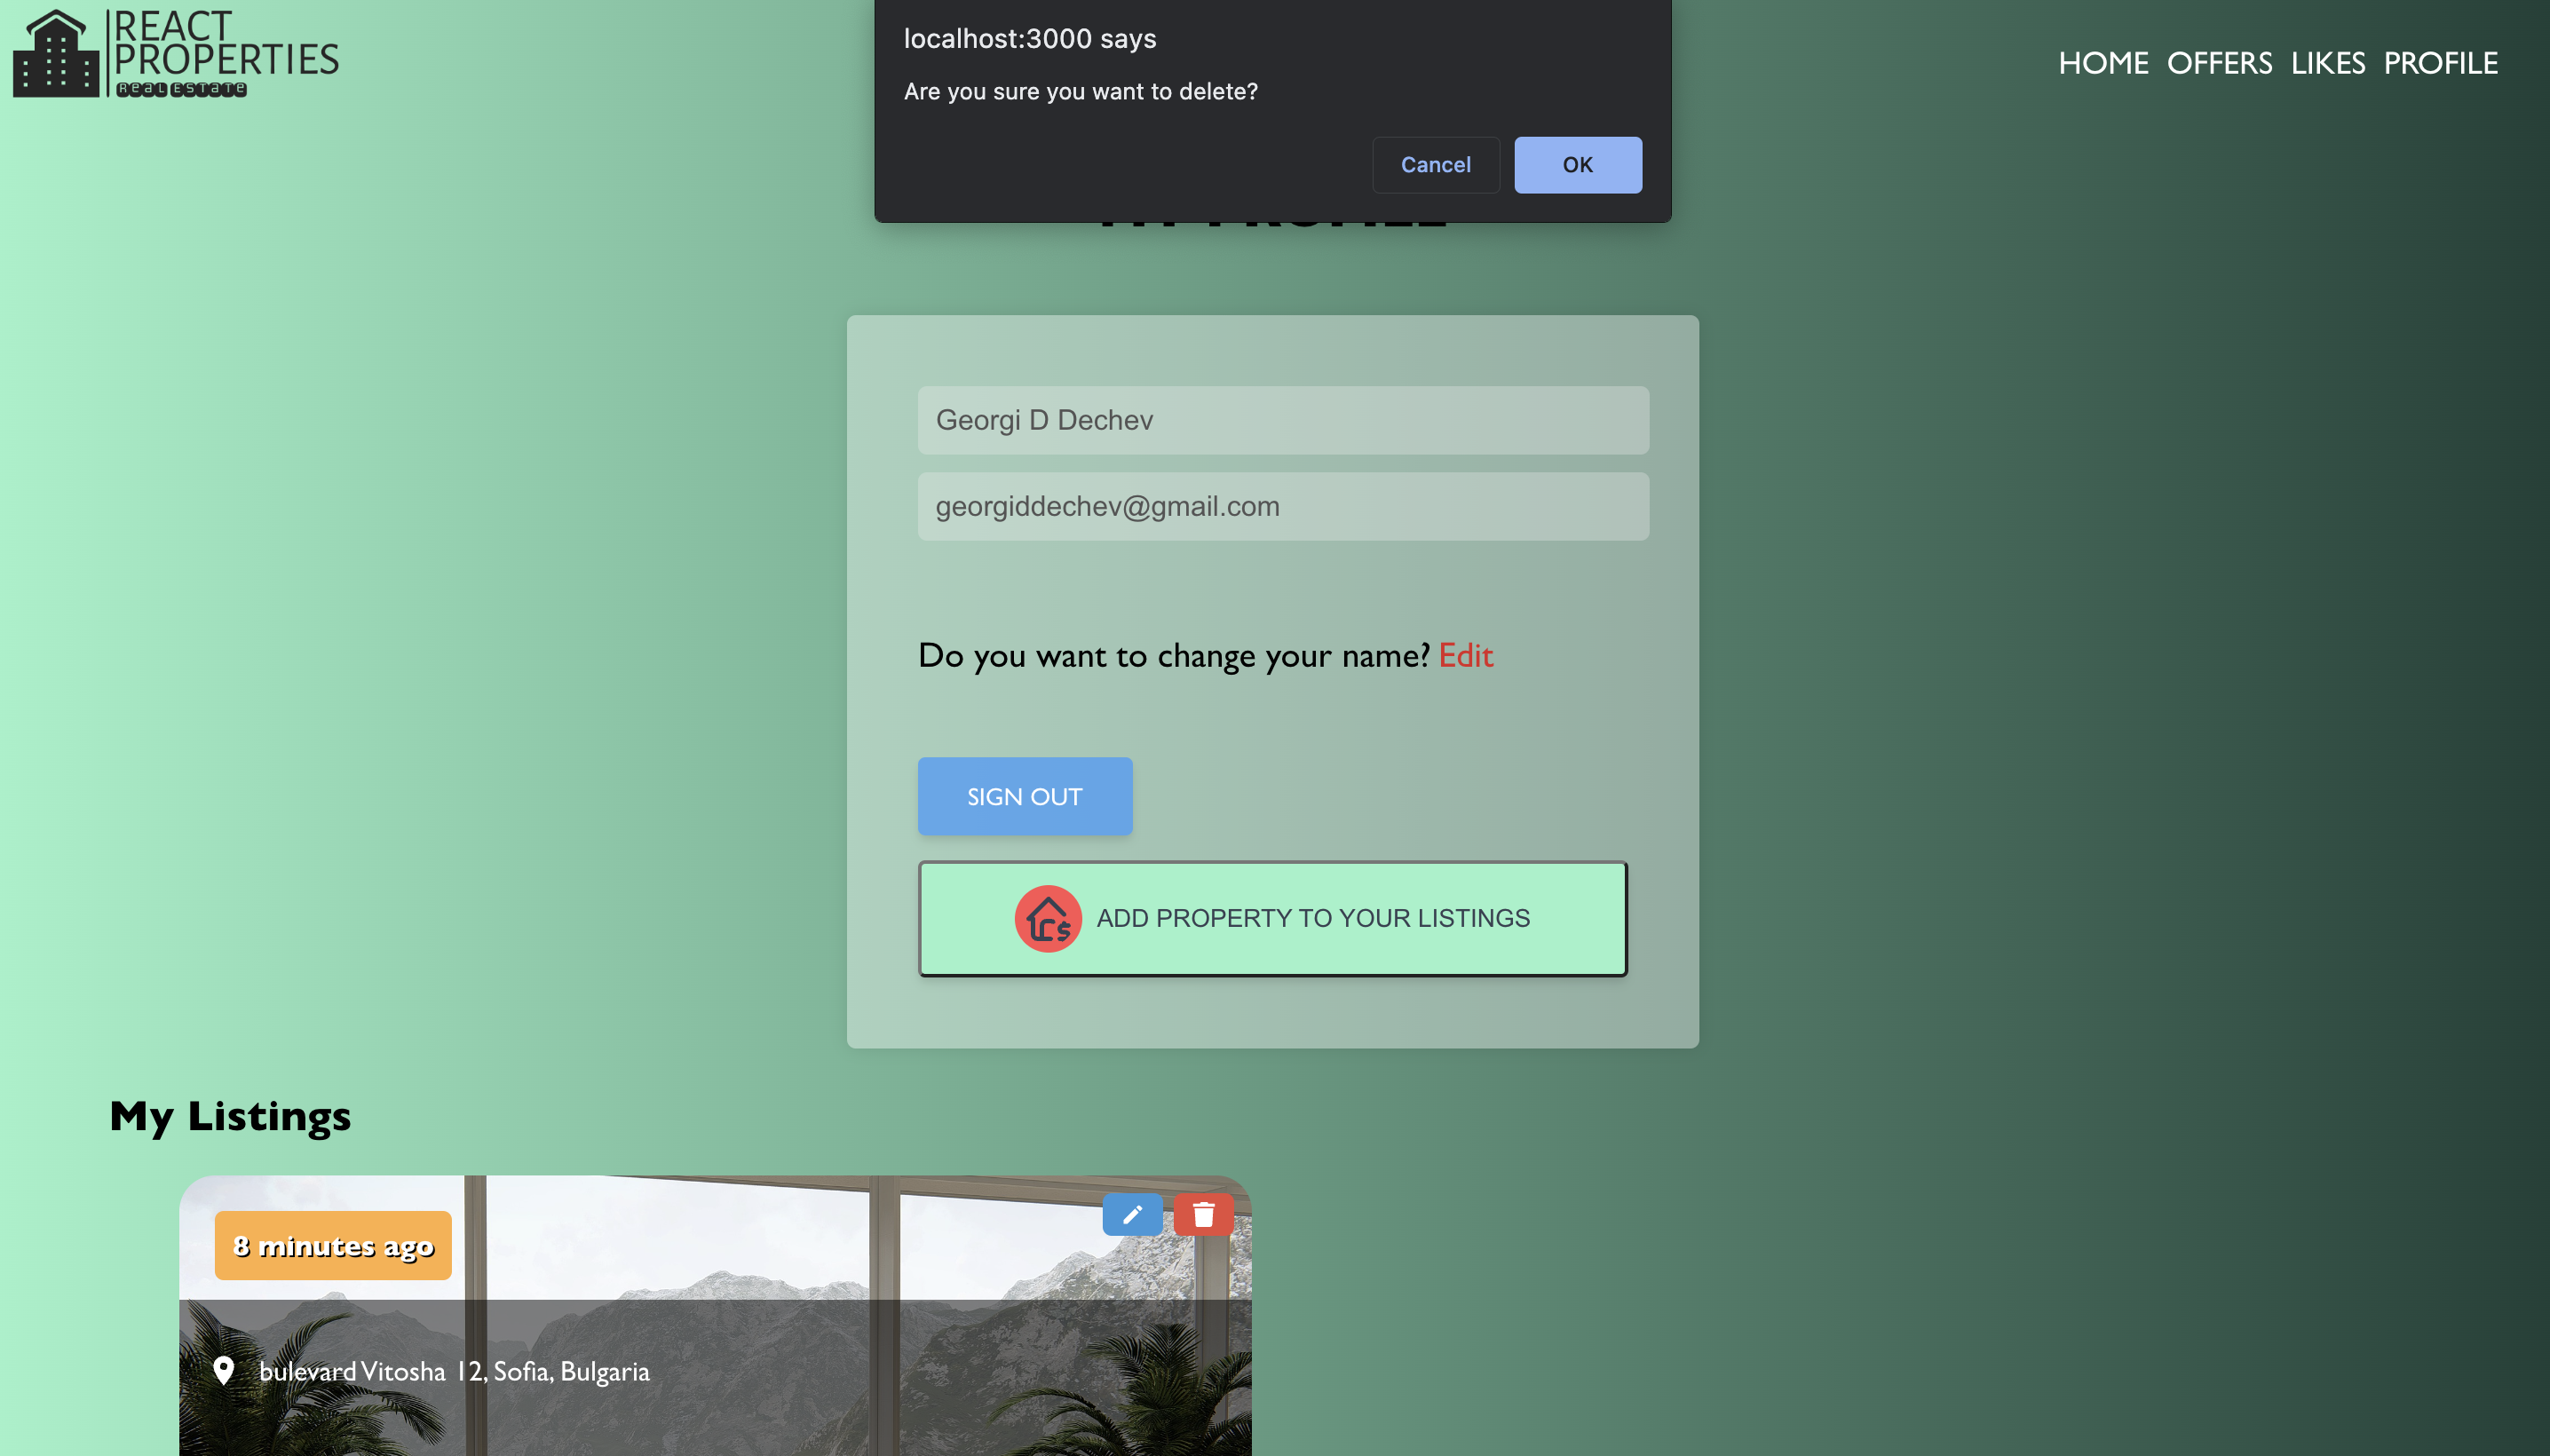 REACT
PROPERTIES
Real Estate
localhost:3000 says
Are you sure you want to delete?
Cancel
OK
HOME OFFERS LIKES PROFILE
Georgi D Dechev
georgiddechev@gmail.com
Do you want to change your name? Edit
SIGN OUT
ADD PROPERTY TO YOUR LISTINGS
My Listings
8 minutes ago
bulevard Vitosha 12, Sofia, Bulgaria